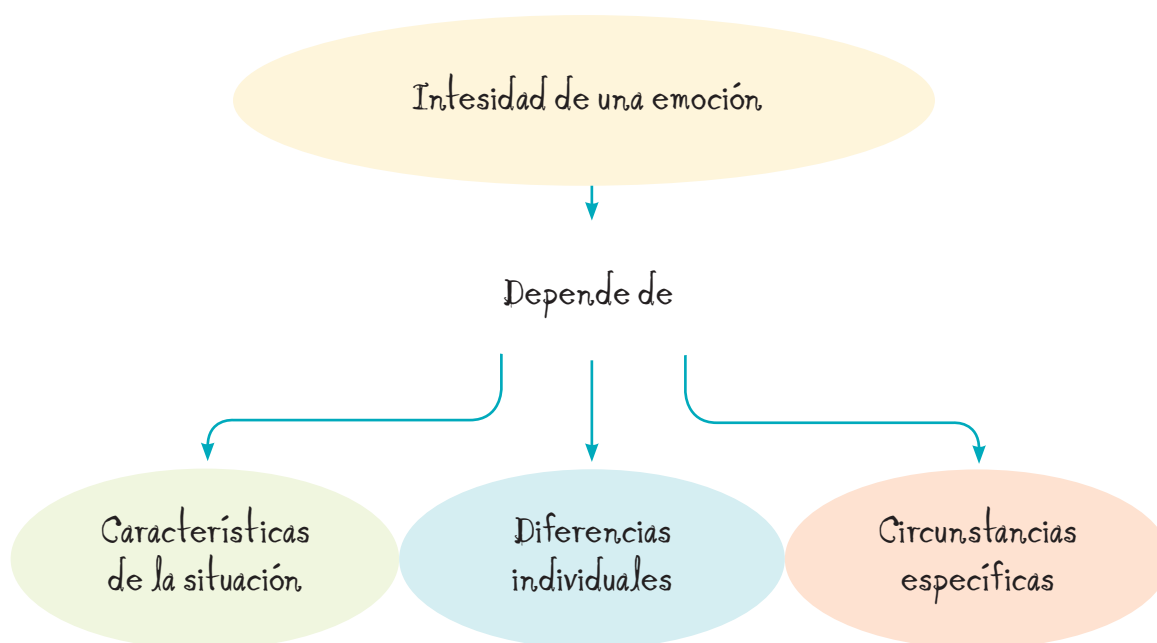 Intesidad de una emoción
Depende de
Características
de la situación
Diferencias
individuales
Circunstancias
específicas